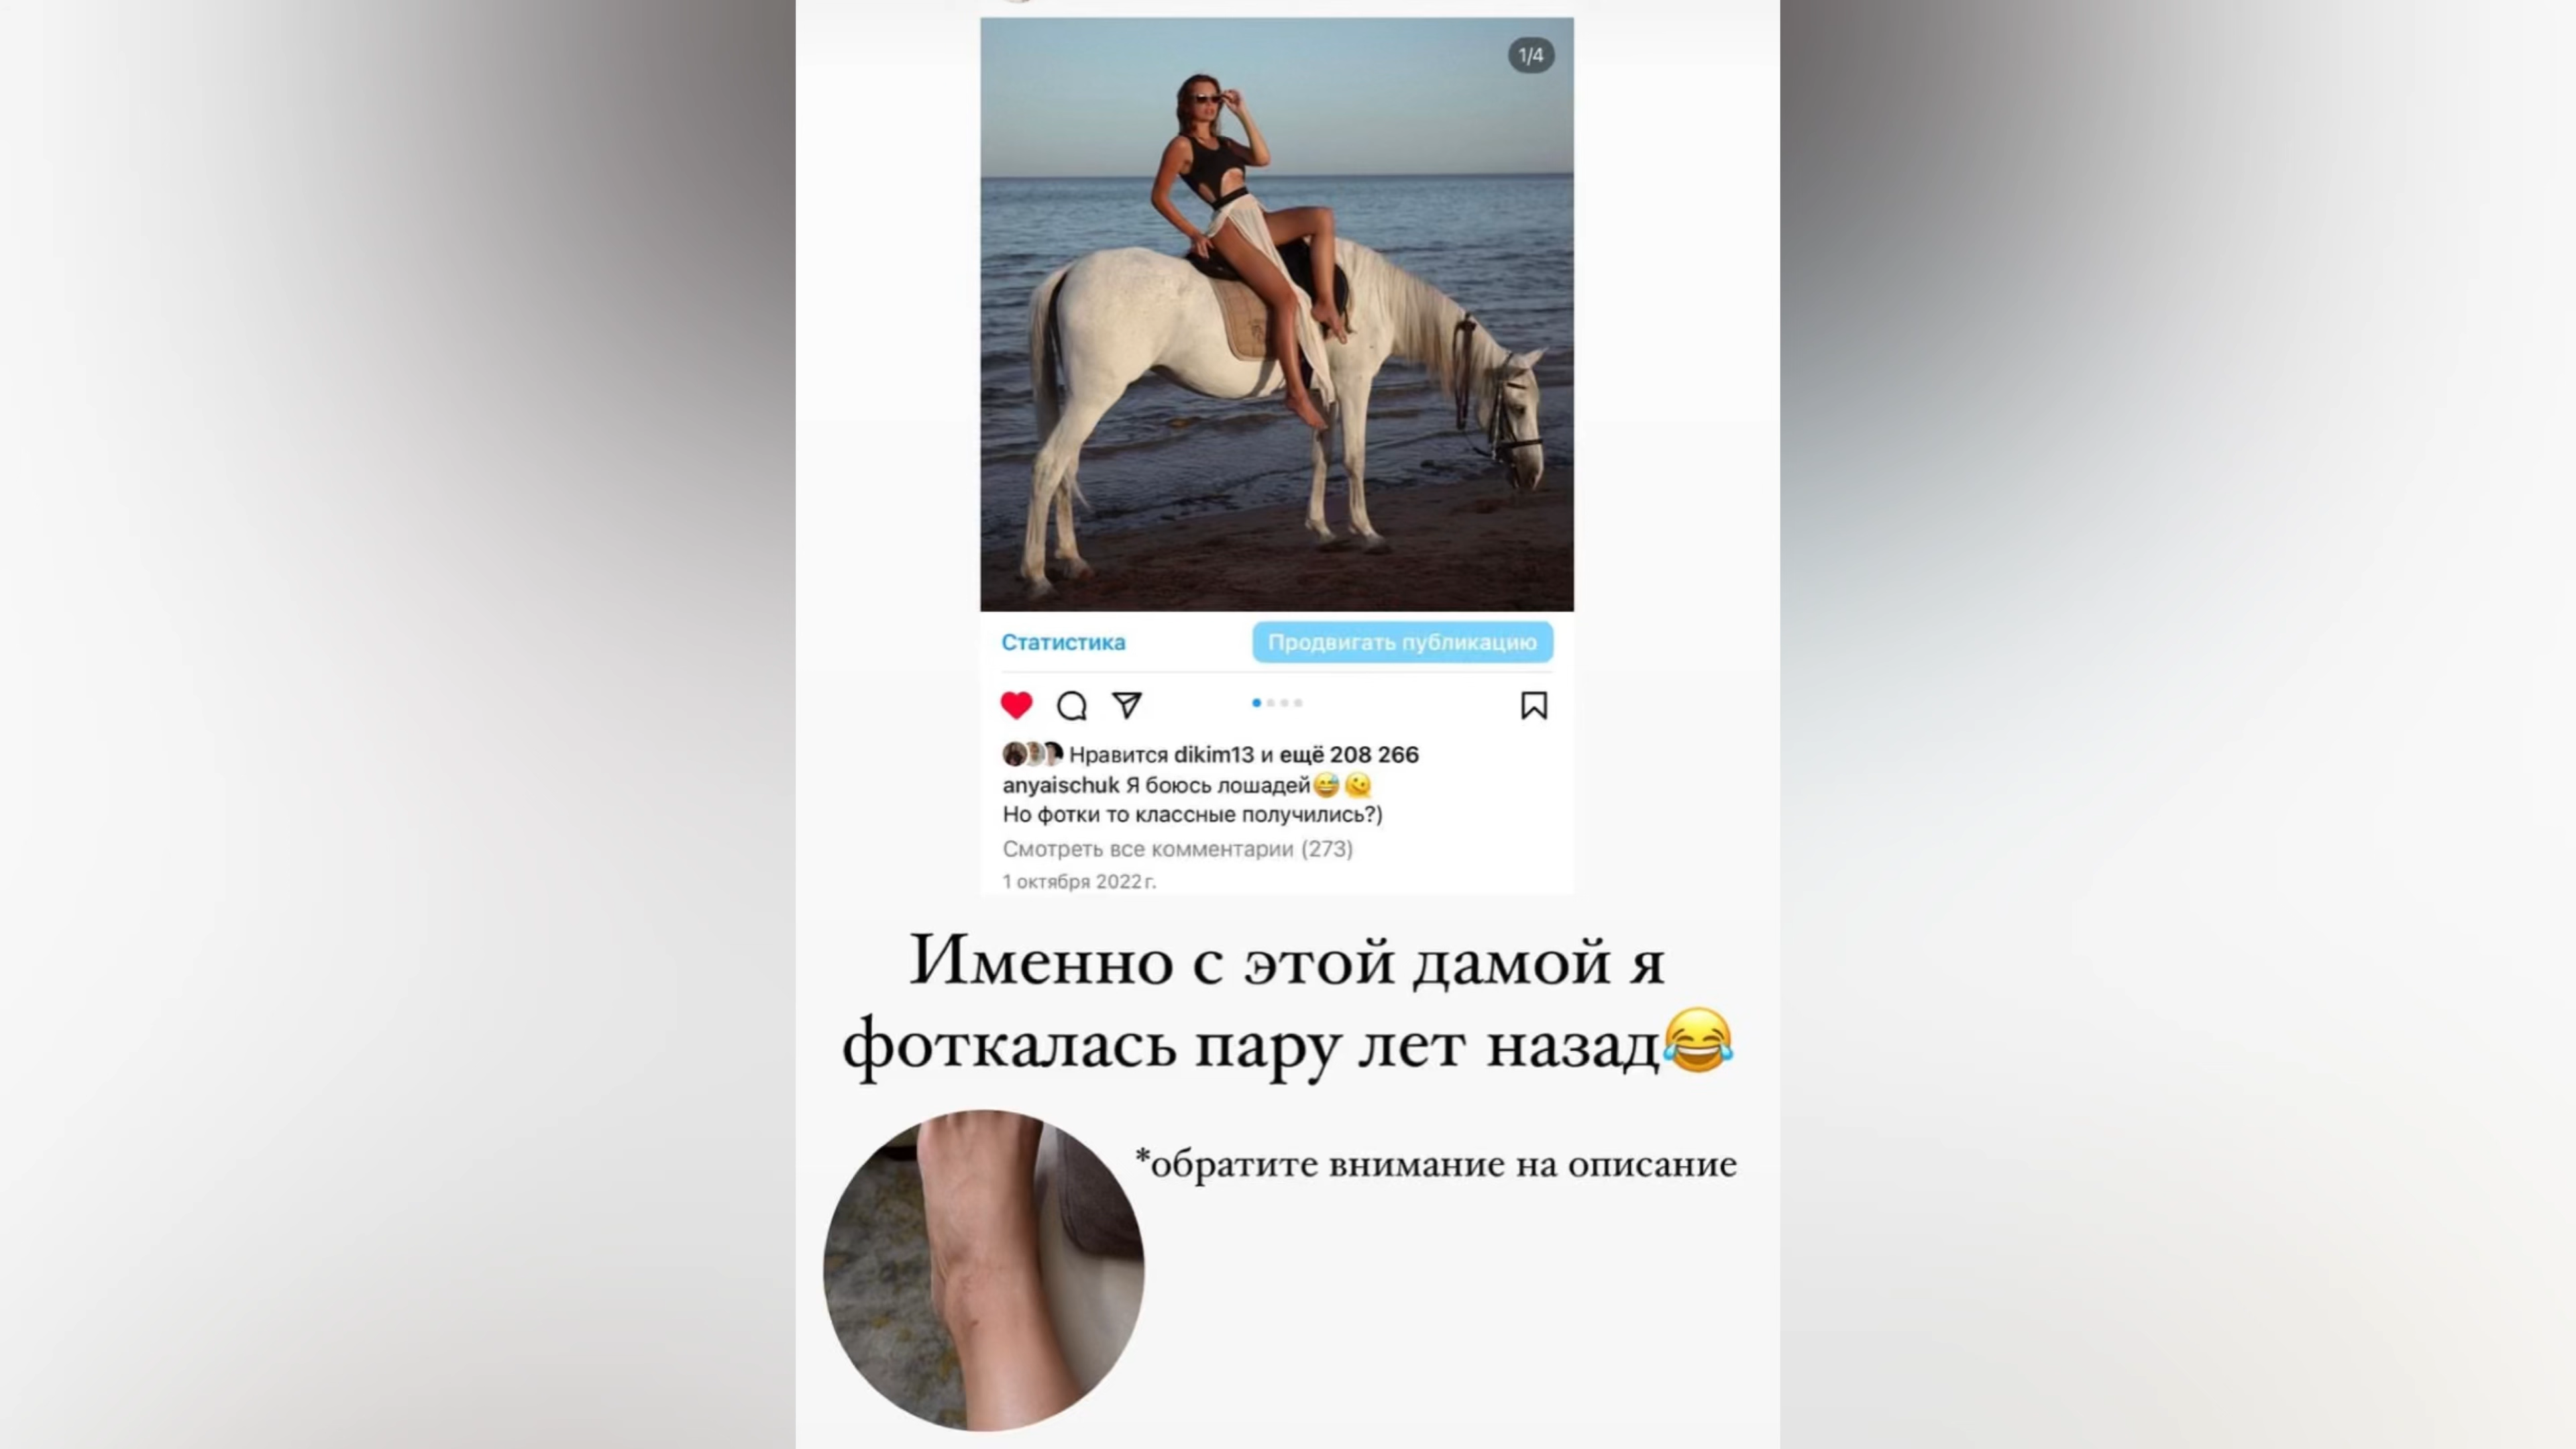 1/4
Статистика
Продвигать публикацию
Нравится dikim13 и ещё 208 266
anyaischuk Я боюсь лошадей😅🫠
Но фотки то классные получились?)
Смотреть все комментарии (273)
1 октября 2022 г.
Именно с этой дамой я
фоткалась пару лет назад😂
*обратите внимание на описание